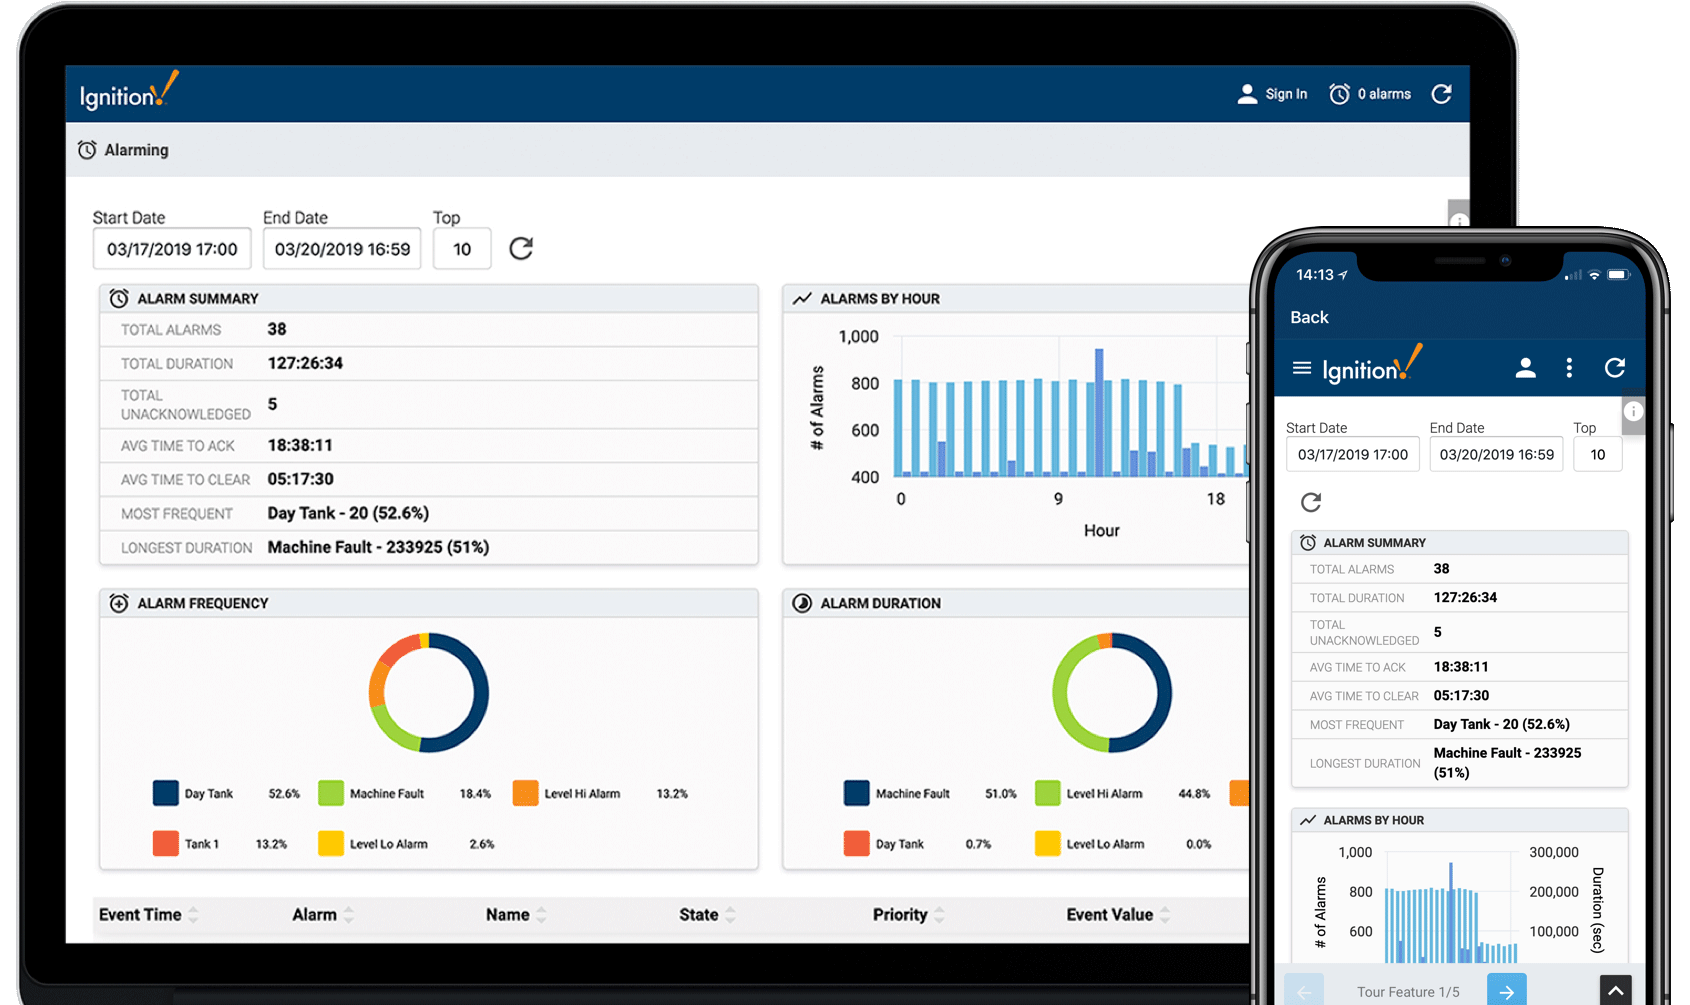 Ignition!
Sign In
0 alarms
Alarming
Start Date
End Date
Top
03/17/2019 17:00
03/20/2019 16:59
10
ALARM SUMMARY
TOTAL ALARMS 38
TOTAL DURATION 127:26:34
TOTAL
UNACKNOWLEDGED 5
AVG TIME TO ACK 18:38:11
AVG TIME TO CLEAR 05:17:30
MOST FREQUENT Day Tank - 20 (52.6%)
LONGEST DURATION Machine Fault - 233925 (51%)
ALARMS BY HOUR
1,000
800
600
400
# of Alarms
0 9 18
Hour
ALARM FREQUENCY
Day Tank 52.6% Machine Fault 18.4% Level Hi Alarm 13.2%
Tank 1 13.2% Level Lo Alarm 2.6%
ALARM DURATION
Machine Fault 51.0% Level Hi Alarm 44.8%
Day Tank 0.7% Level Lo Alarm 0.0%
Event Time Alarm Name State Priority Event Value
14:13
Back
Ignition!
Start Date
End Date
Top
03/17/2019 17:00
03/20/2019 16:59
10
ALARM SUMMARY
TOTAL ALARMS 38
TOTAL DURATION 127:26:34
TOTAL
UNACKNOWLEDGED 5
AVG TIME TO ACK 18:38:11
AVG TIME TO CLEAR 05:17:30
MOST FREQUENT Day Tank - 20 (52.6%)
LONGEST DURATION Machine Fault - 233925
(51%)
ALARMS BY HOUR
1,000 300,000
800 200,000
600 100,000
# of Alarms
Duration (sec)
Tour Feature 1/5